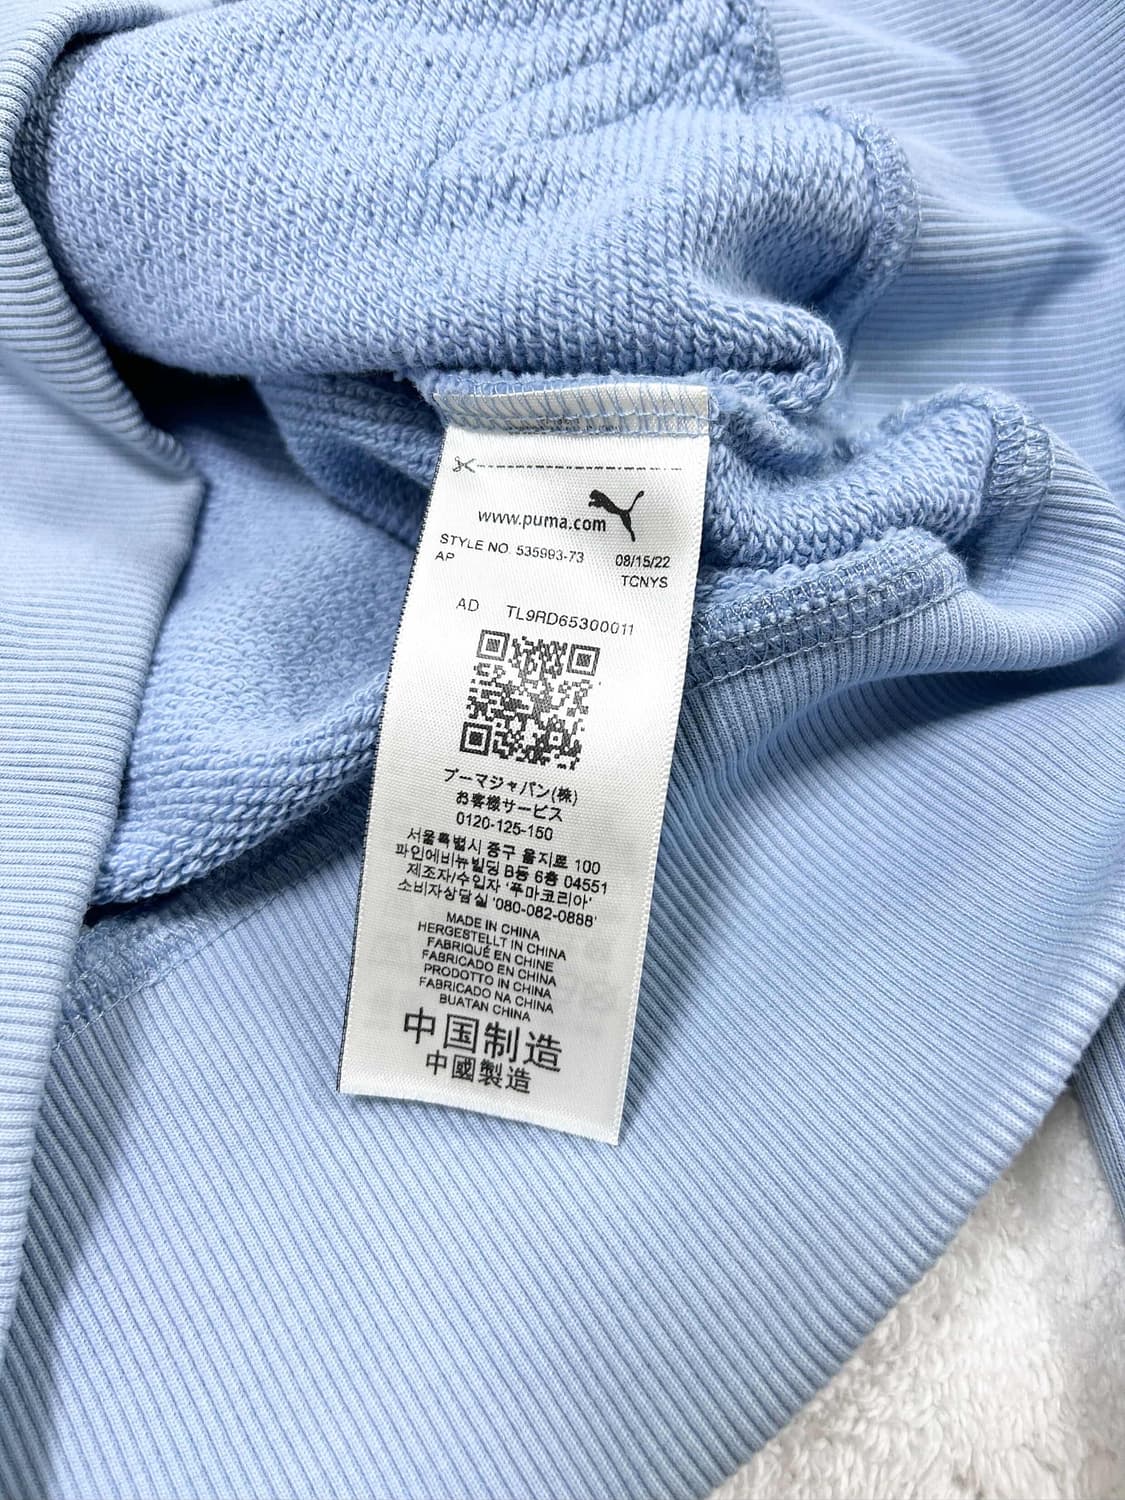 www.puma.com
STYLE NO. 535993-73 08/15/22
AP TCNYS
AD TL9RD65300011
プーマジャパン(株)
お客様サービス
0120-125-150
서울특별시 중구 을지로 100
파인에비뉴빌딩 B동 6층 04551
제조자/수입자 '푸마코리아'
소비자상담실 '080-082-0888'
MADE IN CHINA
HERGESTELLT IN CHINA
FABRIQUÉ EN CHINE
FABRICADO EN CHINA
PRODOTTO IN CHINA
FABRICADO NA CHINA
BUATAN CHINA
中国制造
中國製造